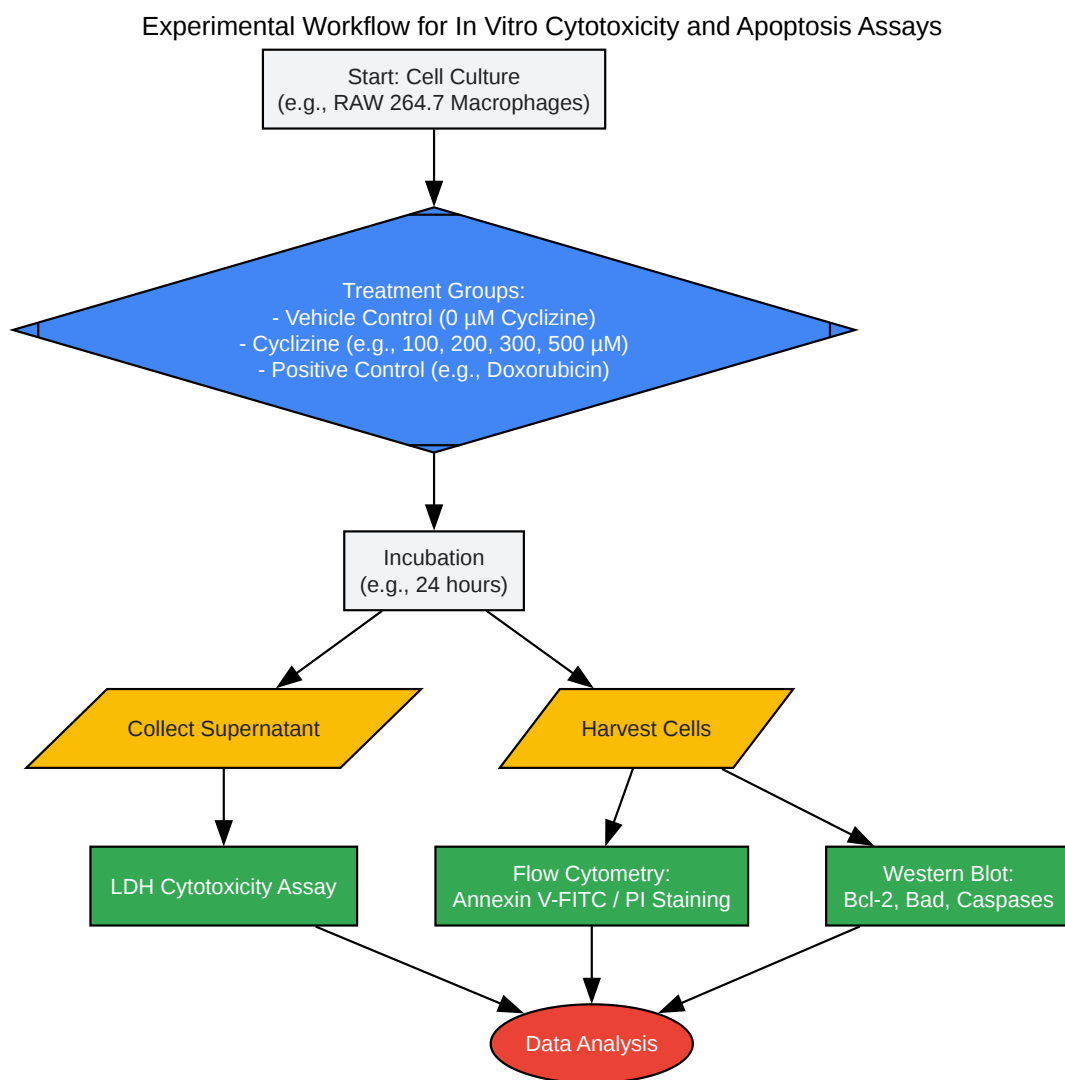 Experimental Workflow for In Vitro Cytotoxicity and Apoptosis Assays
Start: Cell Culture
(e.g., RAW 264.7 Macrophages)
Treatment Groups:
- Vehicle Control (0 µM Cyclizine)
- Cyclizine (e.g., 100, 200, 300, 500 µM)
- Positive Control (e.g., Doxorubicin)
Incubation
(e.g., 24 hours)
Collect Supernatant
Harvest Cells
LDH Cytotoxicity Assay
Flow Cytometry:
Annexin V-FITC / PI Staining
Western Blot:
Bcl-2, Bad, Caspases
Data Analysis